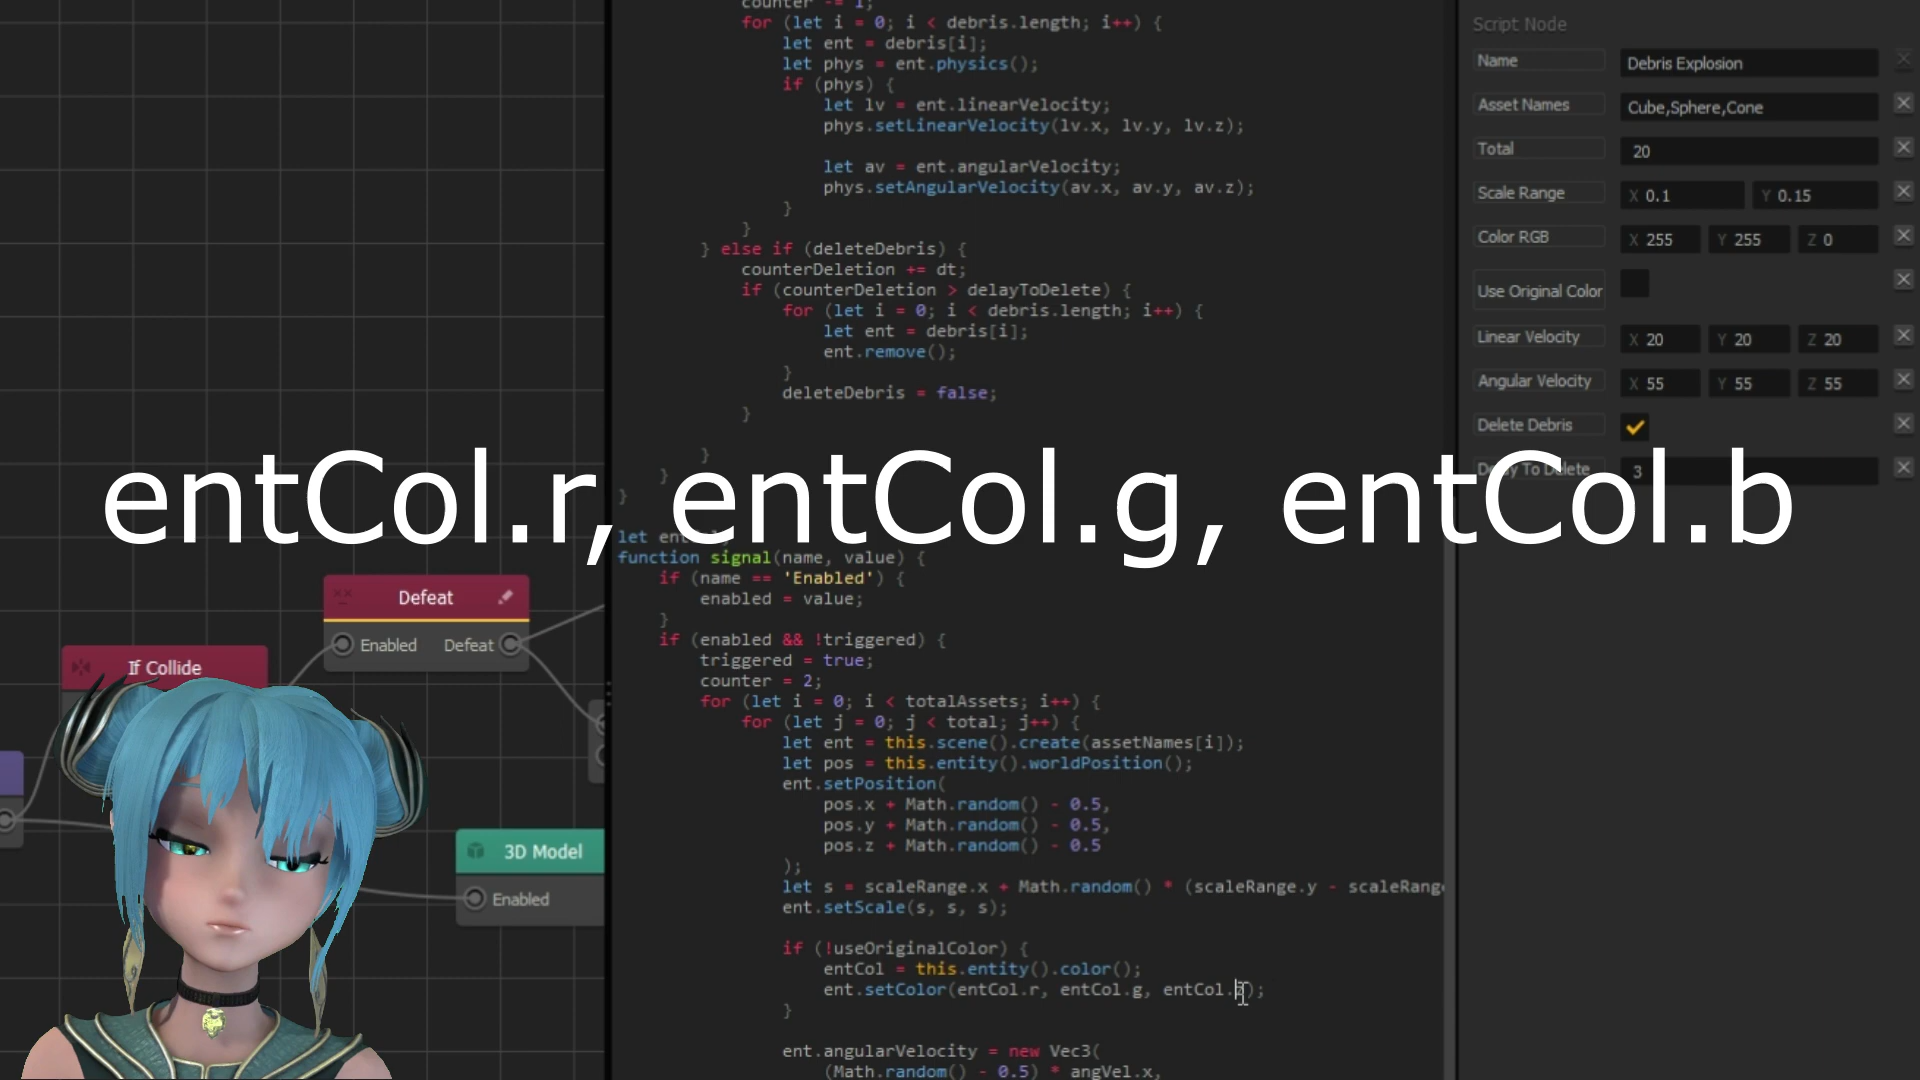 counter -= 1;
for (let i = 0; i < debris.length; i++) {
let ent = debris[i];
let phys = ent.physics();
if (phys) {
let lv = ent.linearVelocity;
phys.setLinearVelocity(lv.x, lv.y, lv.z);
let av = ent.angularVelocity;
phys.setAngularVelocity(av.x, av.y, av.z);
}
}
} else if (deleteDebris) {
counterDeletion += dt;
if (counterDeletion > delayToDelete) {
for (let i = 0; i < debris.length; i++) {
let ent = debris[i];
ent.remove();
}
deleteDebris = false;
}
}
}
}
entCol.r, entCol.g, entCol.b
let
function signal(name, value) {
if (name == 'Enabled') {
enabled = value;
}
if (enabled && !triggered) {
triggered = true;
counter = 2;
for (let i = 0; i < totalAssets; i++) {
for (let j = 0; j < total; j++) {
let ent = this.scene().create(assetNames[i]);
let pos = this.entity().worldPosition();
ent.setPosition(
pos.x + Math.random() - 0.5,
pos.y + Math.random() - 0.5,
pos.z + Math.random() - 0.5
);
let s = scaleRange.x + Math.random() * (scaleRange.y - scaleRange
ent.setScale(s, s, s);
if (!useOriginalColor) {
entCol = this.entity().color();
ent.setColor(entCol.r, entCol.g, entCol.
}
ent.angularVelocity = new Vec3(
(Math.random() - 0.5) * angVel.x,
Script Node
Name Debris Explosion
Asset Names Cube,Sphere,Cone
Total 20
Scale Range X 0.1 Y 0.15
Color RGB X 255 Y 255 Z 0
Use Original Color
Linear Velocity X 20 Y 20 Z 20
Angular Velocity X 55 Y 55 Z 55
Delete Debris
Delay To Delete 3
Defeat
Enabled Defeat
If Collide
3D Model
Enabled